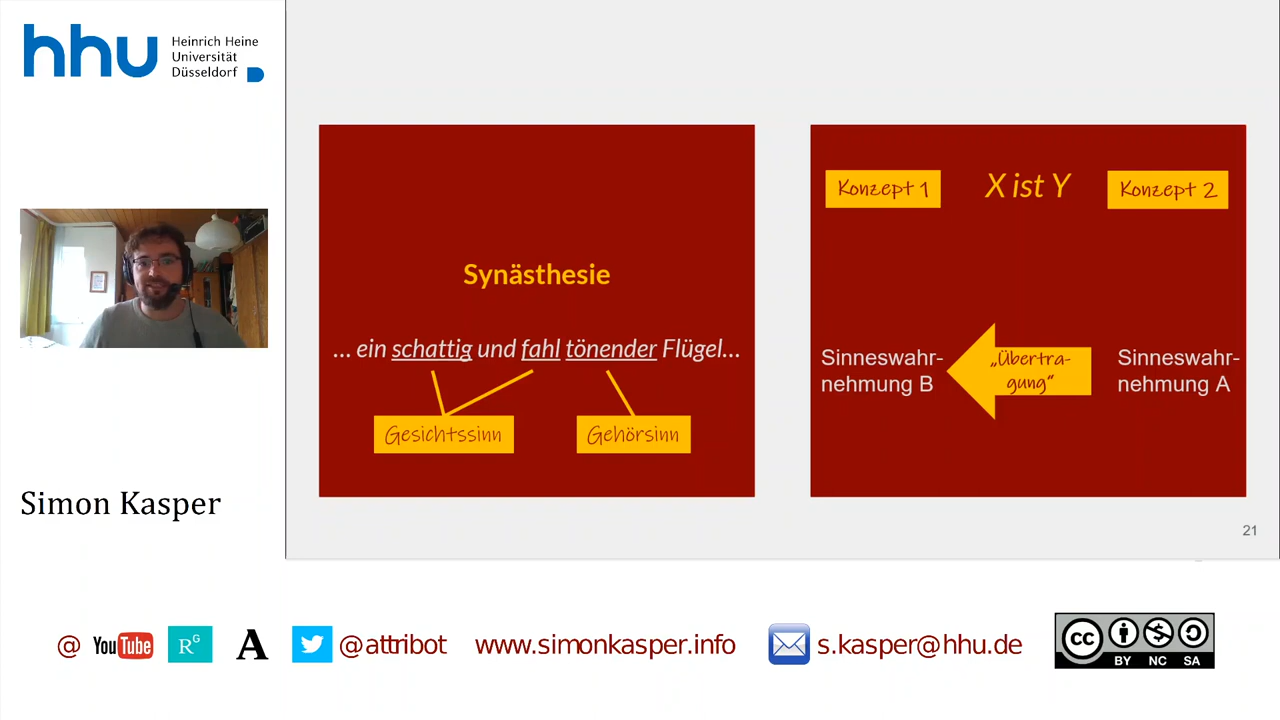 hhu
Heinrich Heine
Universität
Düsseldorf
Simon Kasper
Synästhesie
... ein schattig und fahl tönender Flügel...
Gesichtssinn
Gehörsinn
Konzept 1
X ist Y
Konzept 2
Sinneswahr-
nehmung B
„Übertra-
gung“
Sinneswahr-
nehmung A
21
@ YouTube RG A @attribot www.simonkasper.info s.kasper@hhu.de
cc BY NC SA